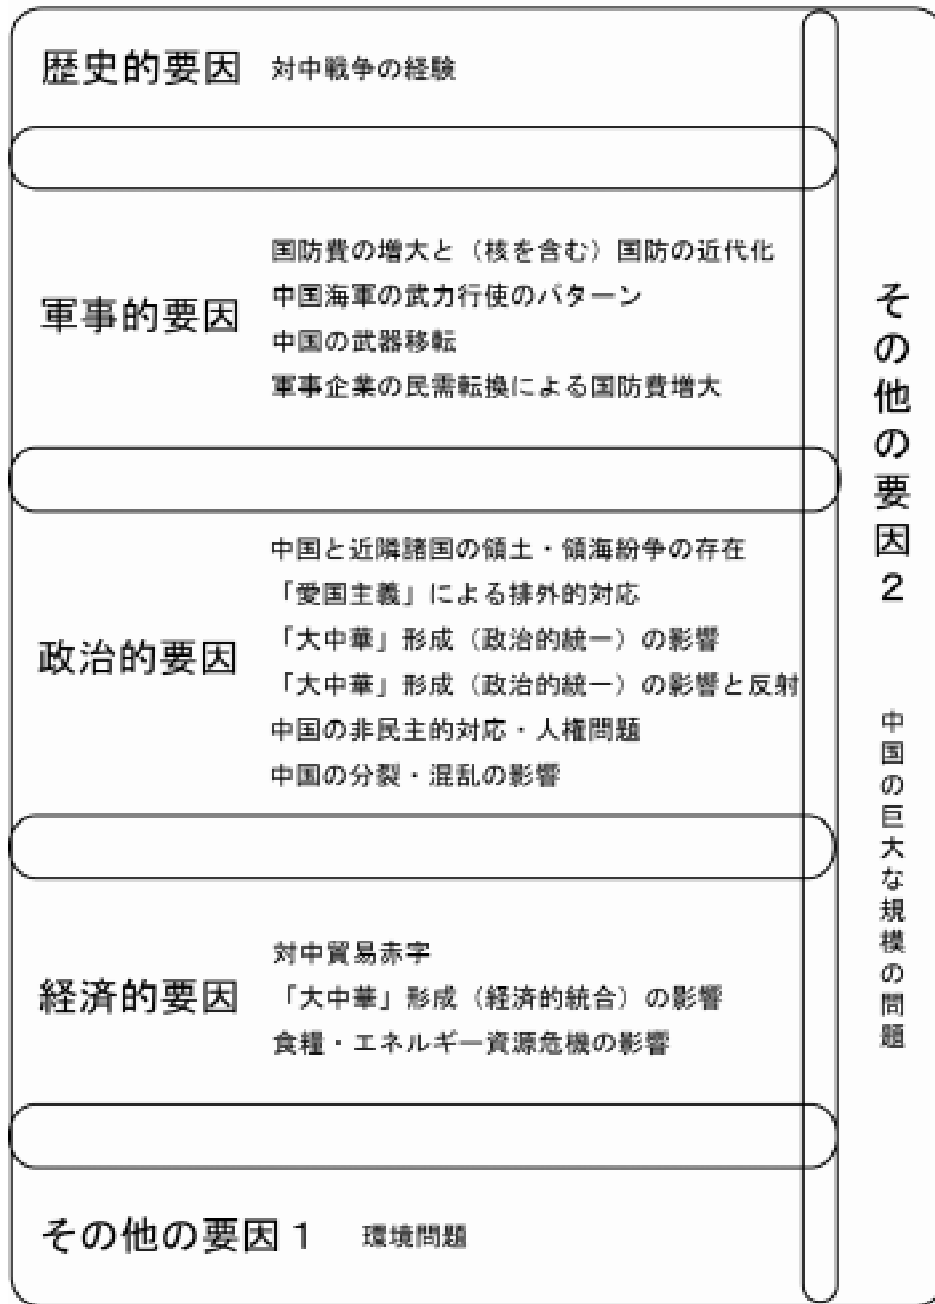 歴史的要因 対中戦争の経験
国防費の増大と（核を含む）国防の近代化
軍事的要因
中国海軍の武力行使のパターン
中国の武器移転
軍事企業の民需転換による国防費増大
中国と近隣諸国の領土・領海紛争の存在
「愛国主義」による排外的対応
政治的要因
「大中華」形成（政治的統一）の影響
「大中華」形成（政治的統一）の影響と反射
中国の非民主的対応・人権問題
中国の分裂・混乱の影響
対中貿易赤字
経済的要因
「大中華」形成（経済的統合）の影響
食糧・エネルギー資源危機の影響
その他の要因１ 環境問題
その他の要因２ 中国の巨大な規模の問題